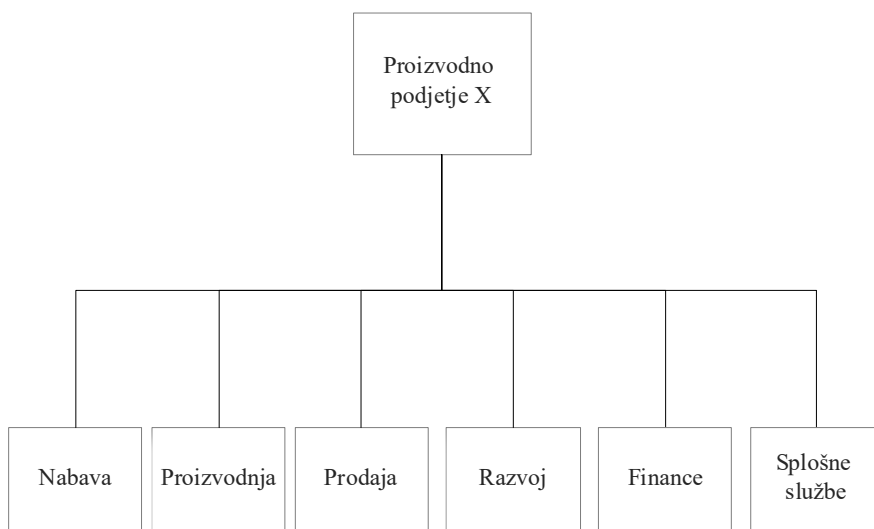 Proizvodno
podjetje X
Nabava
Proizvodnja
Prodaja
Razvoj
Finance
Splošne
službe